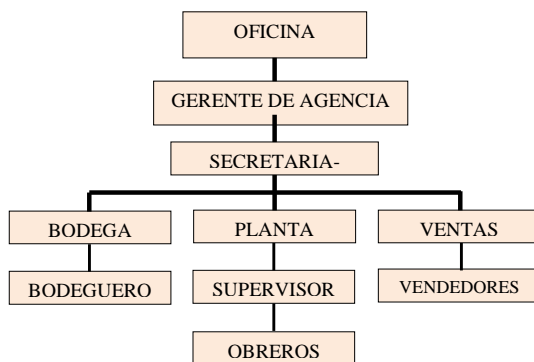 OFICINA
GERENTE DE AGENCIA
SECRETARIA-
BODEGA
PLANTA
VENTAS
BODEGUERO
SUPERVISOR
VENDEDORES
OBREROS